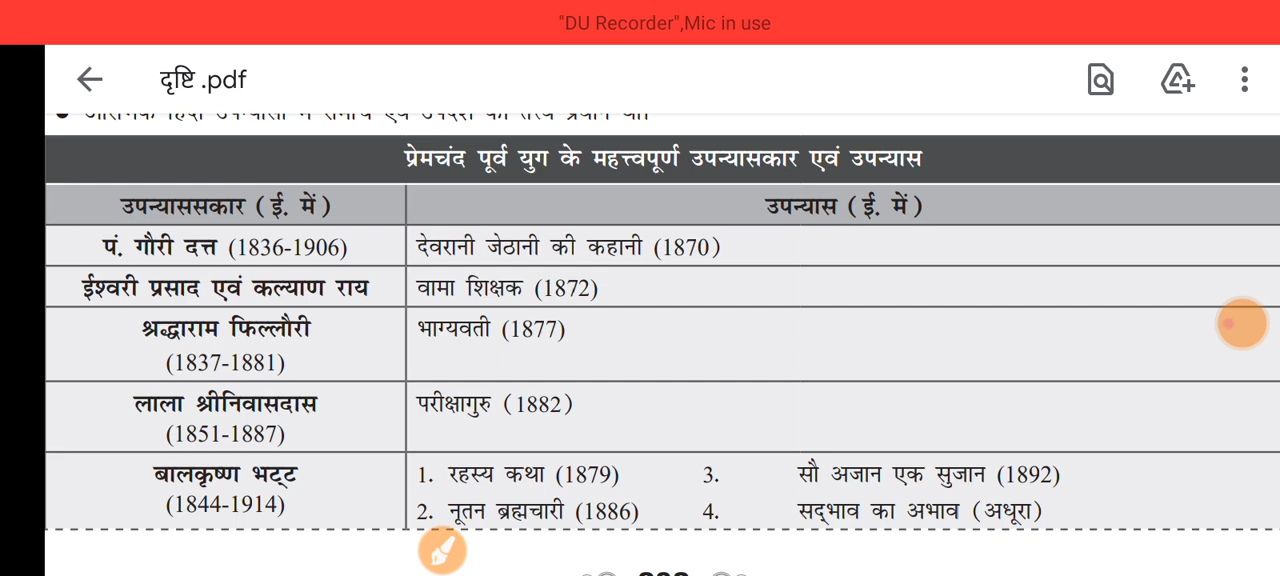 "DU Recorder",Mic in use
दृष्टि .pdf
प्रेमचंद पूर्व युग के महत्त्वपूर्ण उपन्यासकार एवं उपन्यास
उपन्याससकार (ई. में) उपन्यास (ई. में)
पं. गौरी दत्त (1836-1906) देवरानी जेठानी की कहानी (1870)
ईश्वरी प्रसाद एवं कल्याण राय वामा शिक्षक (1872)
श्रद्धाराम फिल्लौरी भाग्यवती (1877)
(1837-1881)
लाला श्रीनिवासदास परीक्षागुरु (1882)
(1851-1887)
बालकृष्ण भट्ट 1. रहस्य कथा (1879) 3. सौ अजान एक सुजान (1892)
(1844-1914) 2. नूतन ब्रह्मचारी (1886) 4. सद्भाव का अभाव (अधूरा)